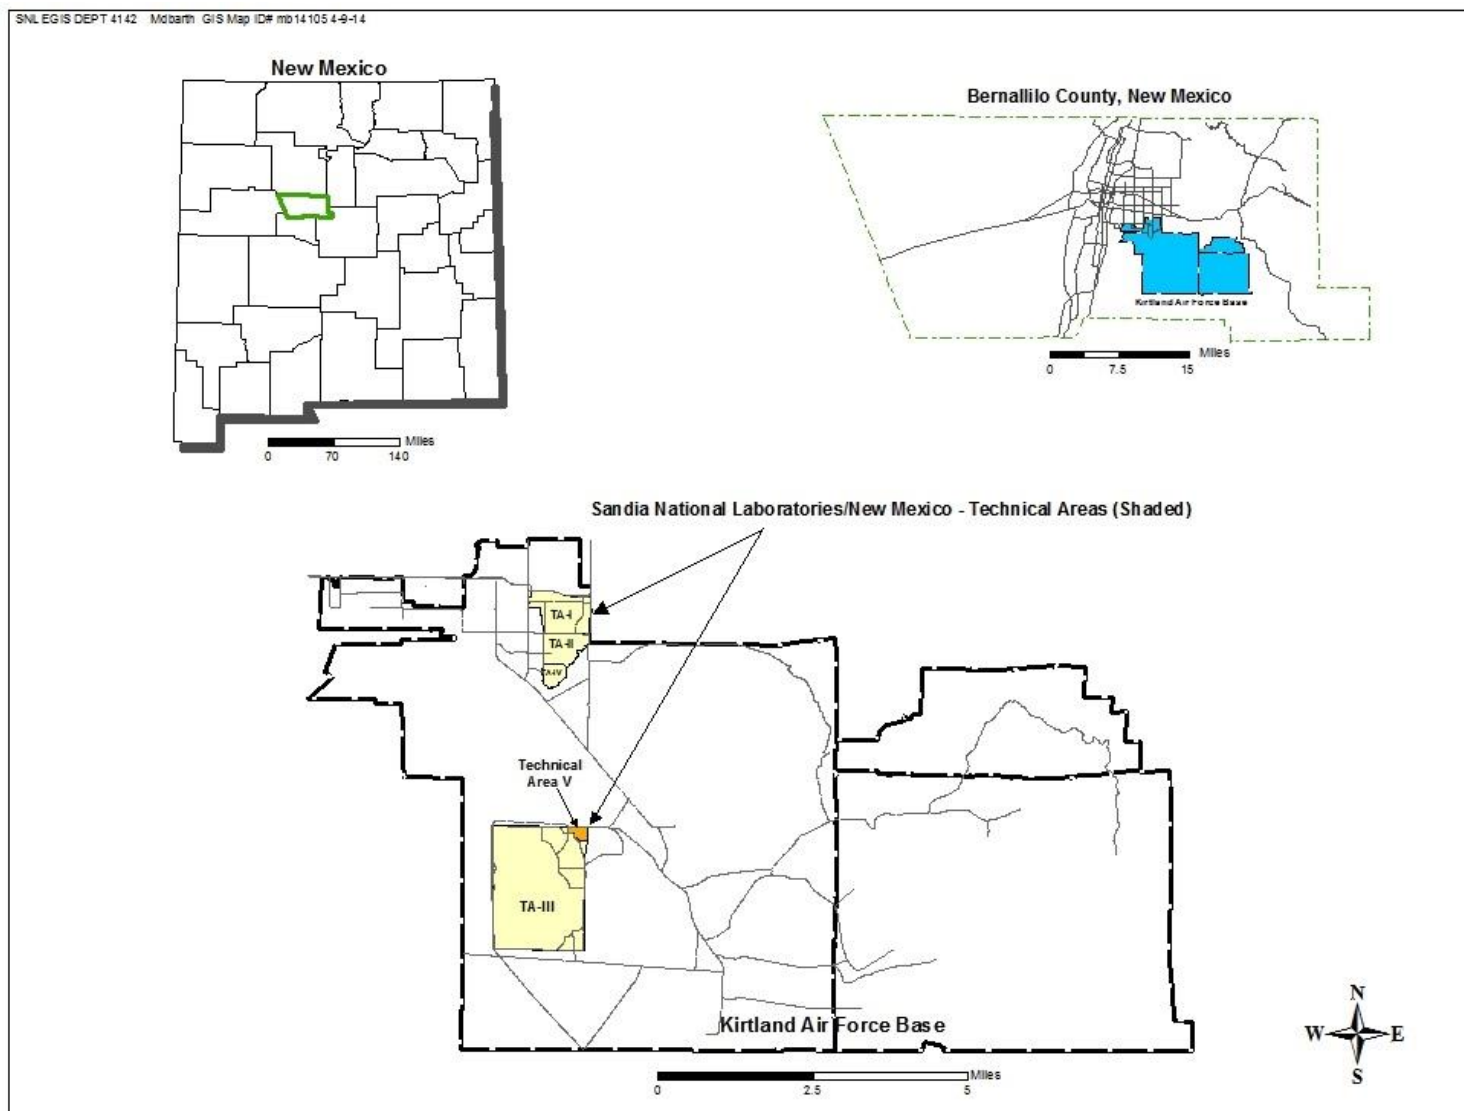 SNL EGIS DEPT 4142 Mdbarth GIS Map ID# mb14105 4-9-14
New Mexico
Bernallilo County, New Mexico
Kirtland Air Force Base
Miles
0 7.5 15
Miles
0 70 140
Sandia National Laboratories/New Mexico - Technical Areas (Shaded)
TA-I
TA-II
TA-IV
Technical
Area V
TA-III
Kirtland Air Force Base
N
W E
S
Miles
0 2.5 5